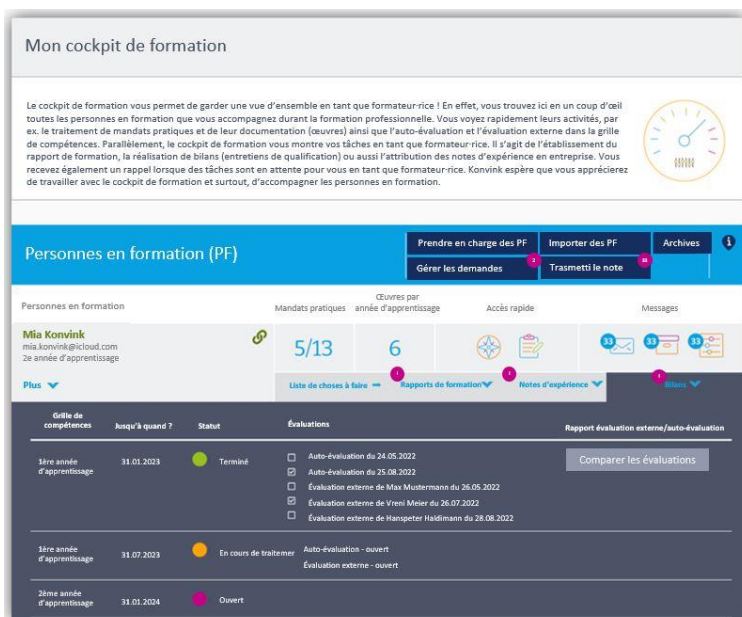 Mon cockpit de formation
Le cockpit de formation vous permet de garder une vue d'ensemble en tant que formateur·rice ! En effet, vous trouvez ici en un coup d'œil
toutes les personnes en formation que vous accompagnez durant la formation professionnelle. Vous voyez rapidement leurs activités, par
ex. le traitement de mandats pratiques et de leur documentation (œuvres) ainsi que l'auto-évaluation et l'évaluation externe dans la grille
de compétences. Parallèlement, le cockpit de formation vous montre vos tâches en tant que formateur·rice. Il s'agit de l'établissement du
rapport de formation, la réalisation de bilans (entretiens de qualification) ou aussi l'attribution des notes d'expérience en entreprise. Vous
recevez également un rappel lorsque des tâches sont en attente pour vous en tant que formateur·rice. Konvink espère que vous apprécierez
de travailler avec le cockpit de formation et surtout, d'accompagner les personnes en formation.
Personnes en formation (PF)
Prendre en charge des PF
Importer des PF
Archives
Gérer les demandes
Trasmetti le note
Personnes en formation
Mandats pratiques
Œuvres par
année d'apprentissage
Accès rapide
Messages
Mia Konvink
mia.konvink@icloud.com
2e année d'apprentissage
5/13
6
33
33
33
Plus
Liste de choses à faire
Rapports de formation
Notes d'expérience
Bilans
Grille de
compétences
Jusqu'à quand ?
Statut
Évaluations
Rapport évaluation externe/auto-évaluation
1ère année
d'apprentissage
31.01.2023
Terminé
Auto-évaluation du 24.05.2022
Auto-évaluation du 25.08.2022
Évaluation externe de Max Mustermann du 26.05.2022
Évaluation externe de Vreni Meier du 26.07.2022
Évaluation externe de Hanspeter Haldimann du 28.08.2022
Comparer les évaluations
1ère année
d'apprentissage
31.07.2023
En cours de traitemer
Auto-évaluation - ouvert
Évaluation externe - ouvert
2ème année
d'apprentissage
31.01.2024
Ouvert